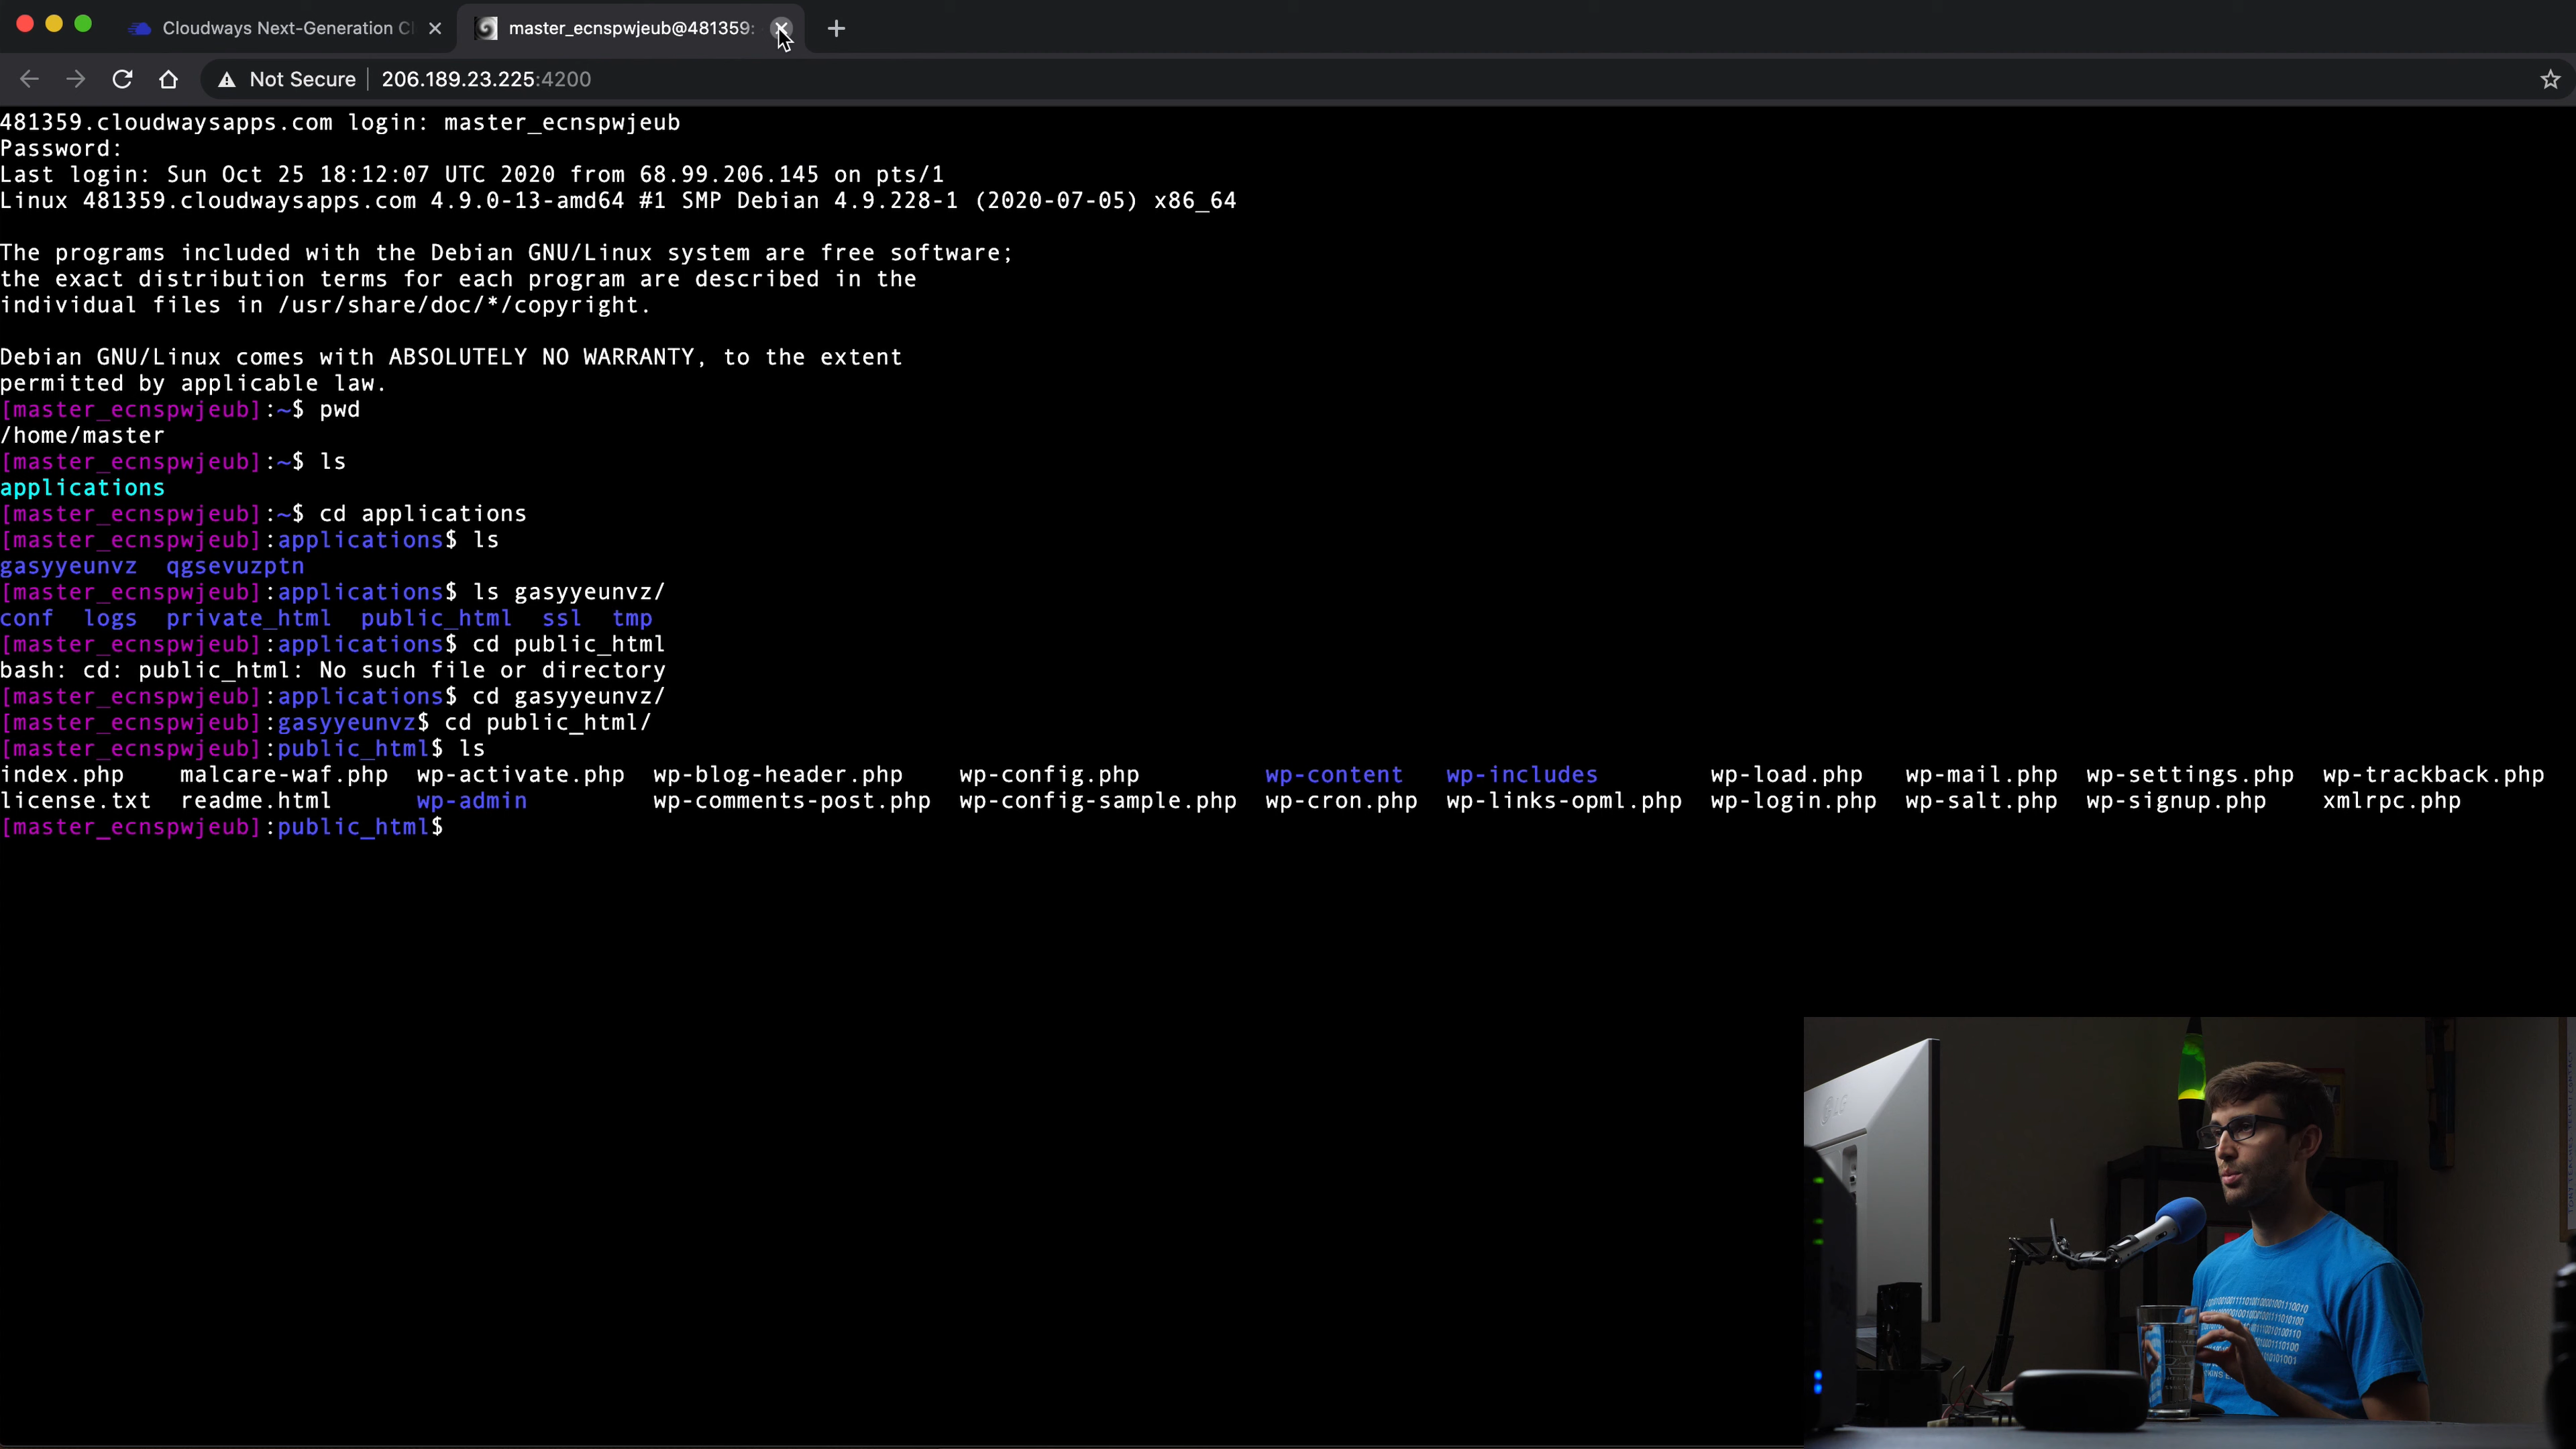 Cloudways Next-Generation Cl
master_ecnspwjeub@481359:
Not Secure
206.189.23.225:4200
481359.cloudwaysapps.com login: master_ecnspwjeub
Password:
Last login: Sun Oct 25 18:12:07 UTC 2020 from 68.99.206.145 on pts/1
Linux 481359.cloudwaysapps.com 4.9.0-13-amd64 #1 SMP Debian 4.9.228-1 (2020-07-05) x86_64
The programs included with the Debian GNU/Linux system are free software;
the exact distribution terms for each program are described in the
individual files in /usr/share/doc/*/copyright.
Debian GNU/Linux comes with ABSOLUTELY NO WARRANTY, to the extent
permitted by applicable law.
[master_ecnspwjeub]:~$ pwd
/home/master
[master_ecnspwjeub]:~$ ls
applications
[master_ecnspwjeub]:~$ cd applications
[master_ecnspwjeub]:applications$ ls
gasyyeunvz qgsevuzptn
[master_ecnspwjeub]:applications$ ls gasyyeunvz/
conf logs private_html public_html ssl tmp
[master_ecnspwjeub]:applications$ cd public_html
bash: cd: public_html: No such file or directory
[master_ecnspwjeub]:applications$ cd gasyyeunvz/
[master_ecnspwjeub]:gasyyeunvz$ cd public_html/
[master_ecnspwjeub]:public_html$ ls
index.php malcare-waf.php wp-activate.php wp-blog-header.php wp-config.php wp-content wp-includes wp-load.php wp-mail.php wp-settings.php wp-trackback.php
license.txt readme.html wp-admin wp-comments-post.php wp-config-sample.php wp-cron.php wp-links-opml.php wp-login.php wp-salt.php wp-signup.php xmlrpc.php
[master_ecnspwjeub]:public_html$
LG